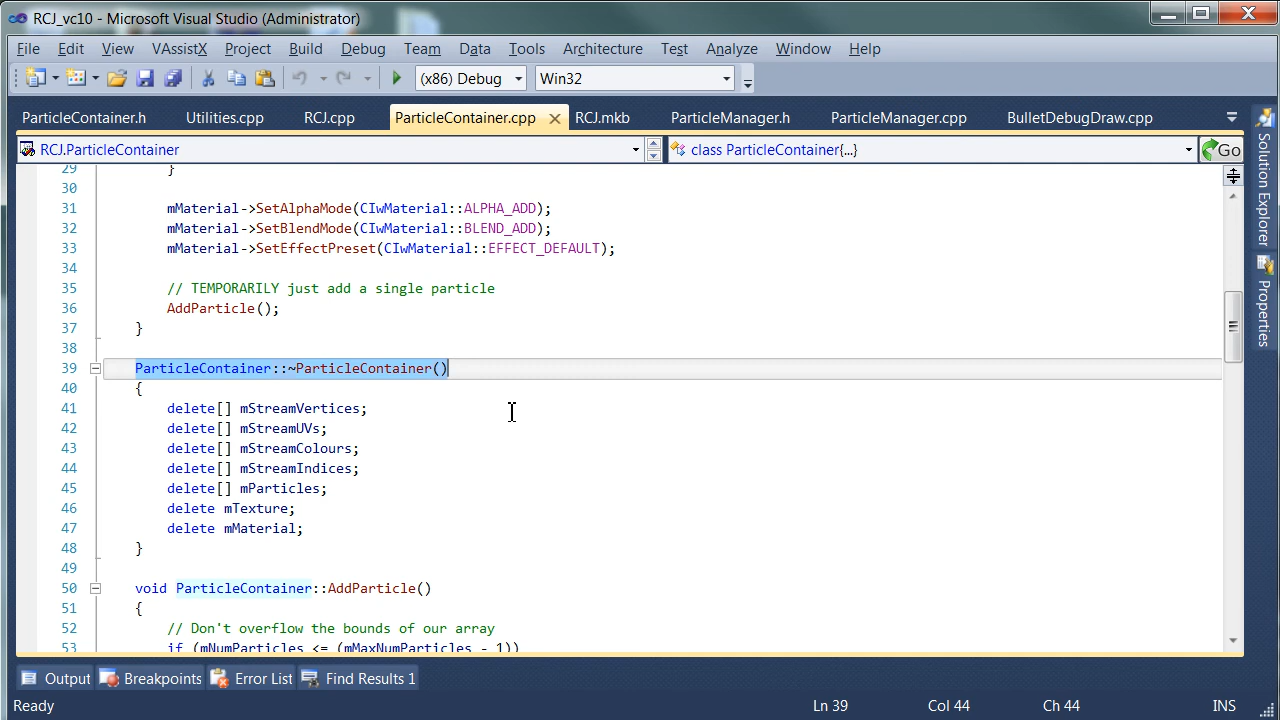 RCJ_vc10 - Microsoft Visual Studio (Administrator)
File Edit View VAssistX Project Build Debug Team Data Tools Architecture Test Analyze Window Help
(x86) Debug Win32
ParticleContainer.h Utilities.cpp RCJ.cpp ParticleContainer.cpp RCJ.mkb ParticleManager.h ParticleManager.cpp BulletDebugDraw.cpp
RCJ.ParticleContainer class ParticleContainer{...} Go
29 }
30
31 mMaterial->SetAlphaMode(CIwMaterial::ALPHA_ADD);
32 mMaterial->SetBlendMode(CIwMaterial::BLEND_ADD);
33 mMaterial->SetEffectPreset(CIwMaterial::EFFECT_DEFAULT);
34
35 // TEMPORARILY just add a single particle
36 AddParticle();
37 }
38
39 ParticleContainer::~ParticleContainer()
40 {
41 delete[] mStreamVertices;
42 delete[] mStreamUVs;
43 delete[] mStreamColours;
44 delete[] mStreamIndices;
45 delete[] mParticles;
46 delete mTexture;
47 delete mMaterial;
48 }
49
50 void ParticleContainer::AddParticle()
51 {
52 // Don't overflow the bounds of our array
53 if (mNumParticles <= (mMaxNumParticles - 1))
Solution Explorer
Properties
Output Breakpoints Error List Find Results 1
Ready Ln 39 Col 44 Ch 44 INS